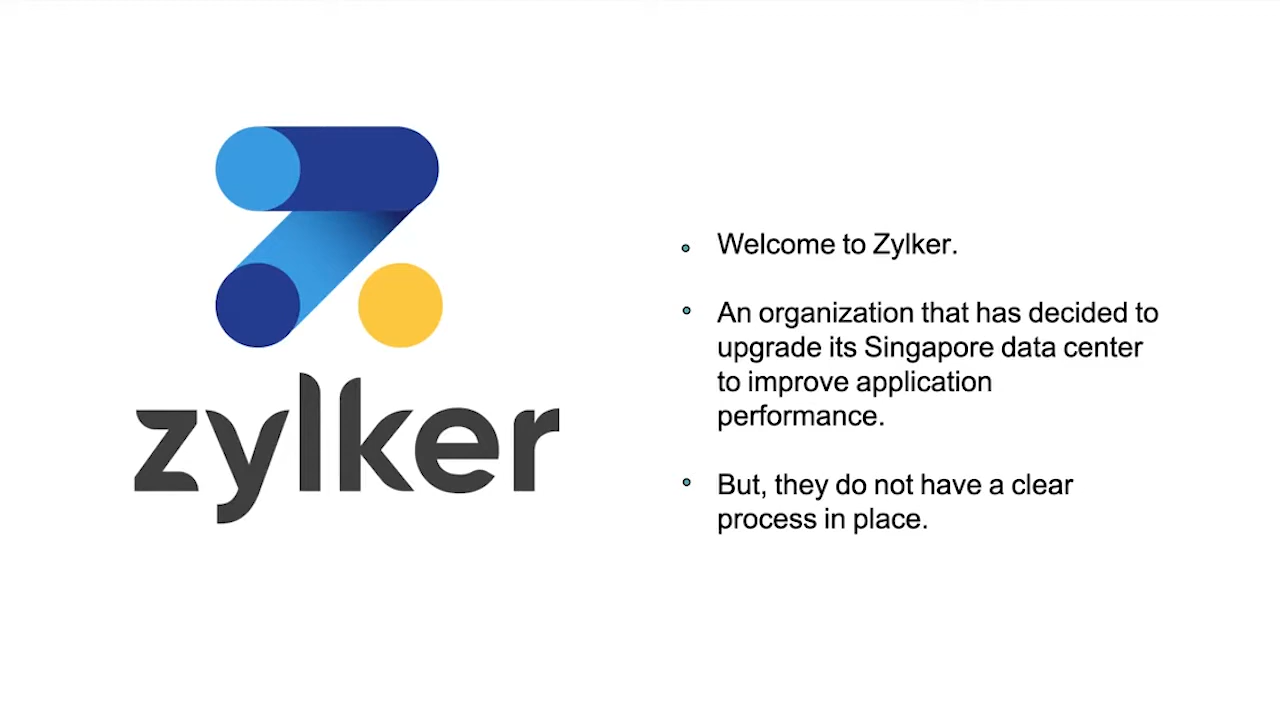 zylker
Welcome to Zylker.
An organization that has decided to
upgrade its Singapore data center
to improve application
performance.
But, they do not have a clear
process in place.